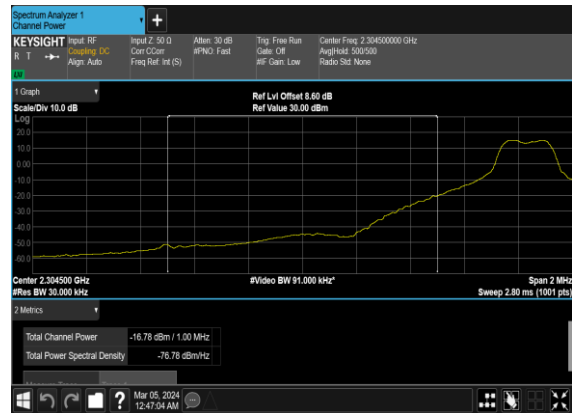 Spectrum Analyzer 1
Channel Power
KEYSIGHT
R T
Input: RF
Coupling: DC
Align: Auto
Input Z: 50 Ω
Corr CCorr
Freq Ref: Int (S)
Atten: 30 dB
#PNO: Fast
Trig: Free Run
Gate: Off
#IF Gain: Low
Center Freq: 2.304500000 GHz
Avg|Hold: 500/500
Radio Std: None
1 Graph
Scale/Div 10.0 dB
Ref Lvl Offset 8.60 dB
Ref Value 30.00 dBm
Log
20.0
10.0
0.00
-10.0
-20.0
-30.0
-40.0
-50.0
-60.0
Center 2.304500 GHz
#Res BW 30.000 kHz
#Video BW 91.000 kHz*
Span 2 MHz
Sweep 2.80 ms (1001 pts)
2 Metrics
Total Channel Power -16.78 dBm / 1.00 MHz
Total Power Spectral Density -76.78 dBm/Hz
?
Mar 05, 2024
12:47:04 AM